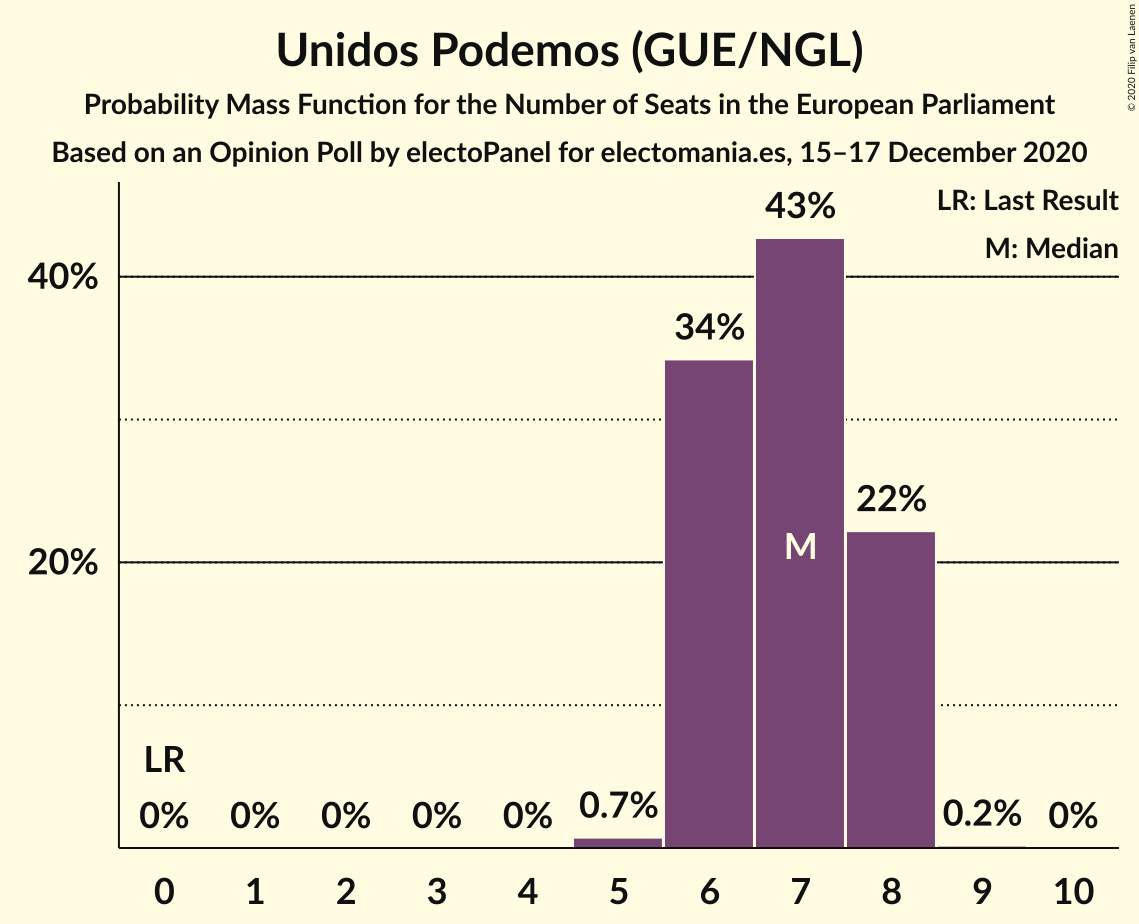 Unidos Podemos (GUE/NGL)
Probability Mass Function for the Number of Seats in the European Parliament
Based on an Opinion Poll by electoPanel for electomania.es, 15–17 December 2020
© 2020 Filip van Laenen
LR: Last Result
M: Median
43%
40%
34%
22%
M
20%
LR
0% 0% 0% 0% 0% 0.7% 0.2% 0%
0 1 2 3 4 5 6 7 8 9 10